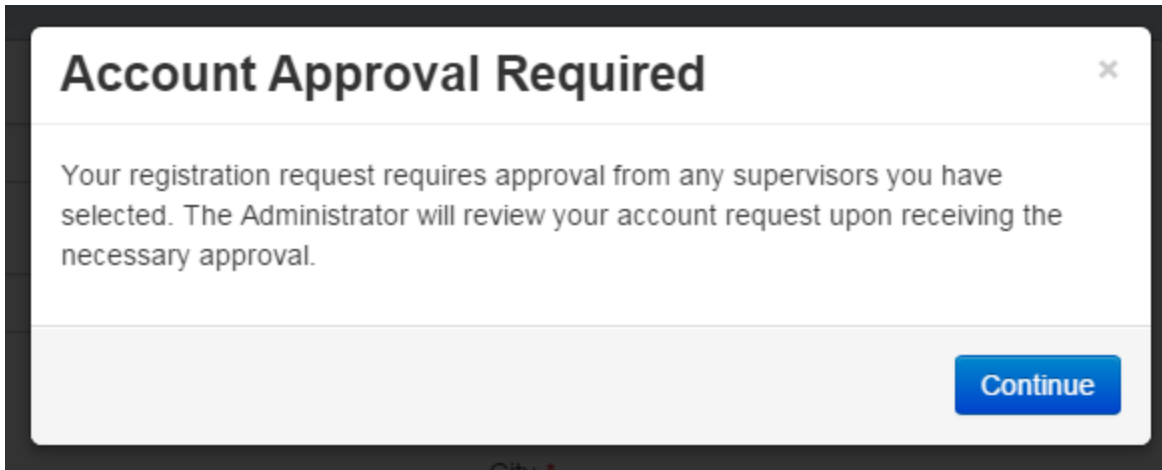 Account Approval Required
×
Your registration request requires approval from any supervisors you have
selected. The Administrator will review your account request upon receiving the
necessary approval.
Continue
City *